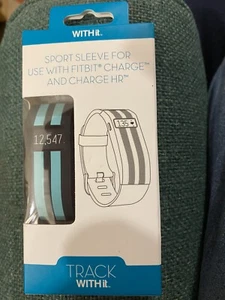 WITHit.
SPORT SLEEVE FOR
USE WITH FITBIT® CHARGE™
AND CHARGE HR™
12,547
TRACK
WITHit.